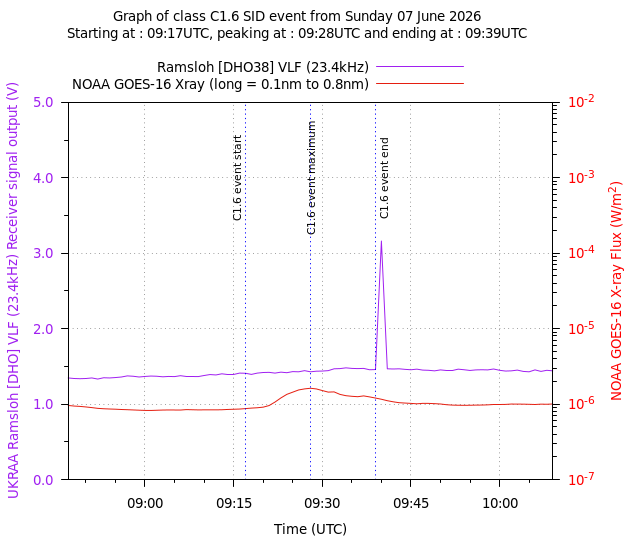 Graph of class C1.6 SID event from Sunday 07 June 2026
Starting at : 09:17UTC, peaking at : 09:28UTC and ending at : 09:39UTC
Ramsloh [DHO38] VLF (23.4kHz)
NOAA GOES-16 Xray (long = 0.1nm to 0.8nm)
UKRAA Ramsloh [DHO] VLF (23.4kHz) Receiver signal output (V)
5.0
4.0
3.0
2.0
1.0
0.0
C1.6 event start
C1.6 event maximum
C1.6 event end
10-2
10-3
10-4
10-5
10-6
10-7
NOAA GOES-16 X-ray Flux (W/m2)
09:00
09:15
09:30
09:45
10:00
Time (UTC)